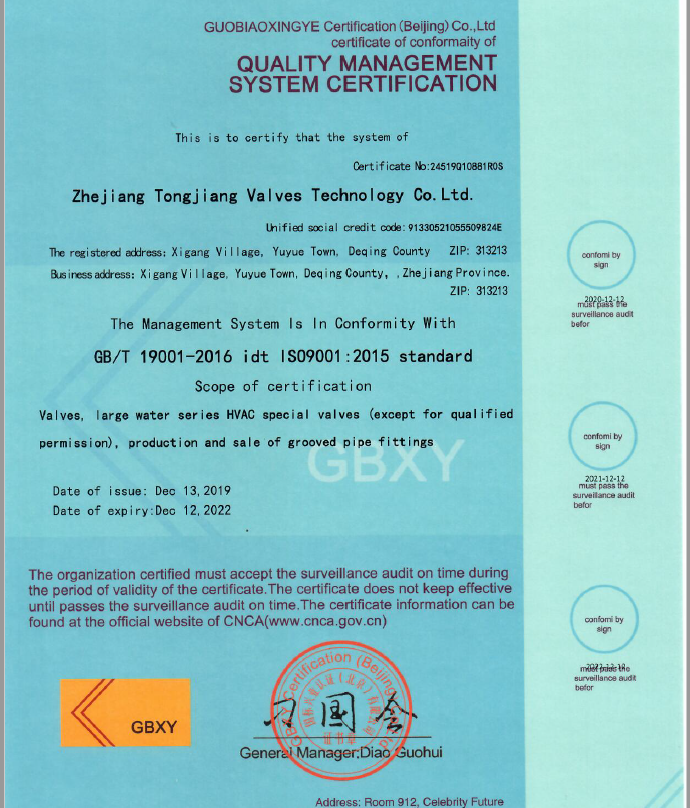 GUOBIAOXINGYE Certification (Beijing) Co.,Ltd
certificate of conformaity of
QUALITY MANAGEMENT
SYSTEM CERTIFICATION
This is to certify that the system of
Certificate No:24519Q10881R0S
Zhejiang Tongjiang Valves Technology Co.Ltd.
Unified social credit code: 91330521055509824E
The registered address: Xigang Village, Yuyue Town, Deqing County ZIP: 313213
Business address: Xigang Village, Yuyue Town, Deqing County, ,Zhejiang Province.
ZIP: 313213
The Management System Is In Conformity With
GB/T 19001-2016 idt ISO9001:2015 standard
Scope of certification
Valves, large water series HVAC special valves (except for qualified
permission), production and sale of grooved pipe fittings
GBXY
Date of issue: Dec 13,2019
Date of expiry:Dec 12,2022
The organization certified must accept the surveillance audit on time during
the period of validity of the certificate.The certificate does not keep effective
until passes the surveillance audit on time.The certificate information can be
found at the official website of CNCA(www.cnca.gov.cn)
GBXY
GBXY Certification (Beijing)
证书章
General Manager:Diao Guohui
Address: Room 912, Celebrity Future
confomi by
sign
2020-12-12
must pass the
surveillance audit
befor
confomi by
sign
2021-12-12
must pass the
surveillance audit
befor
confomi by
sign
must pass the
surveillance audit
befor